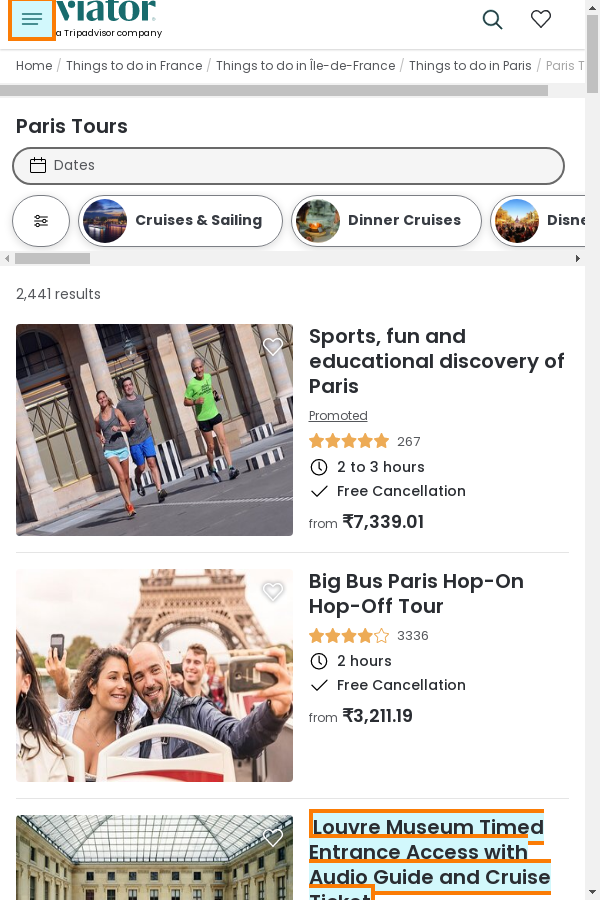 viator
a Tripadvisor company
Home / Things to do in France / Things to do in Île-de-France / Things to do in Paris / Paris T
Paris Tours
Dates
Cruises & Sailing
Dinner Cruises
Disne
2,441 results
Sports, fun and
educational discovery of
Paris
Promoted
267
2 to 3 hours
Free Cancellation
from ₹7,339.01
Big Bus Paris Hop-On
Hop-Off Tour
3336
2 hours
Free Cancellation
from ₹3,211.19
Louvre Museum Timed
Entrance Access with
Audio Guide and Cruise
Ticket